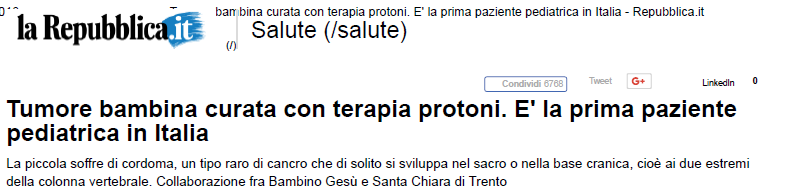 bambina curata con terapia protoni. E' la prima paziente pediatrica in Italia - Repubblica.it
la Repubblica.it
(/)
Salute (/salute)
Condividi 6768
Tweet
G+
LinkedIn
0
Tumore bambina curata con terapia protoni. E' la prima paziente
pediatrica in Italia
La piccola soffre di cordoma, un tipo raro di cancro che di solito si sviluppa nel sacro o nella base cranica, cioè ai due estremi
della colonna vertebrale. Collaborazione fra Bambino Gesù e Santa Chiara di Trento